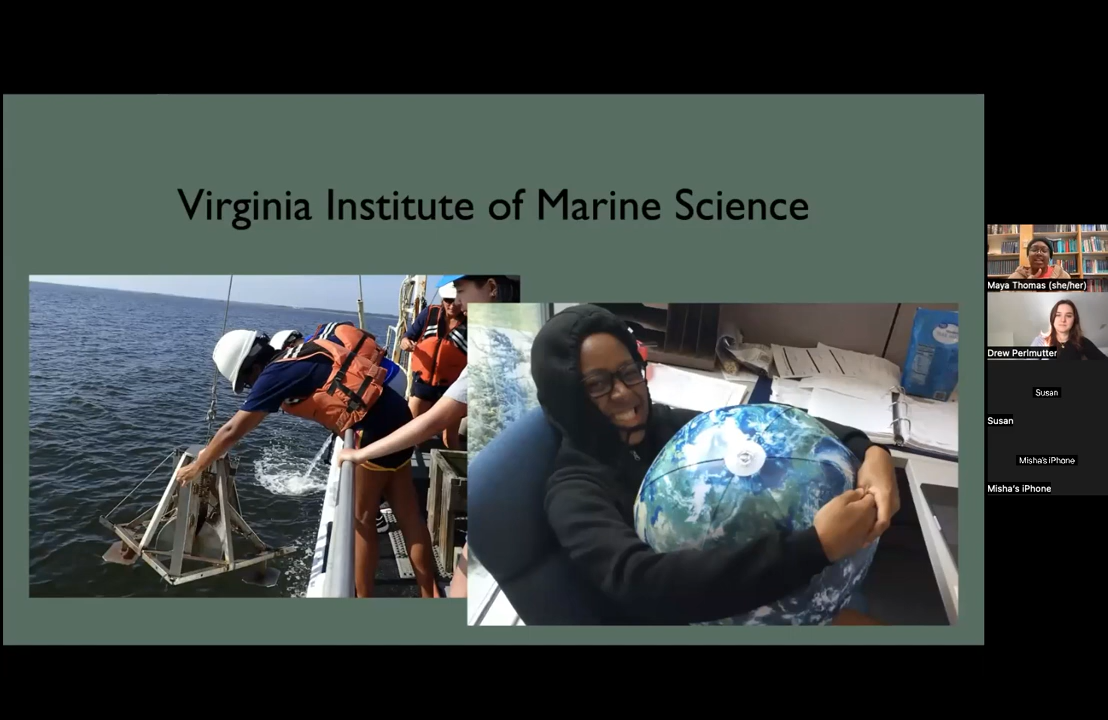 Virginia Institute of Marine Science
Maya Thomas (she/her)
Drew Perlmutter
Susan
Susan
Misha's iPhone
Misha's iPhone